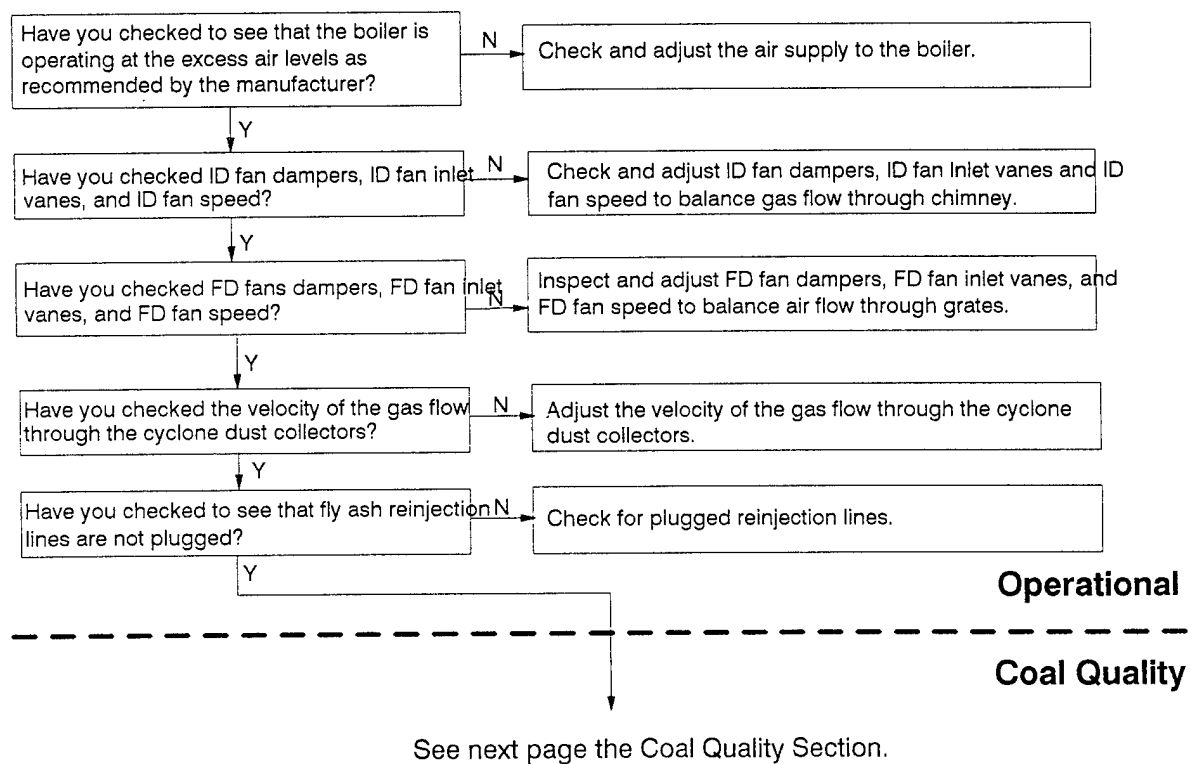 Have you checked to see that the boiler is
operating at the excess air levels as
recommended by the manufacturer?
N
Check and adjust the air supply to the boiler.
Y
Have you checked ID fan dampers, ID fan inlet
vanes, and ID fan speed?
N
Check and adjust ID fan dampers, ID fan inlet vanes and ID
fan speed to balance gas flow through chimney.
Y
Have you checked FD fans dampers, FD fan inlet
vanes, and FD fan speed?
N
Inspect and adjust FD fan dampers, FD fan inlet vanes, and
FD fan speed to balance air flow through grates.
Y
Have you checked the velocity of the gas flow
through the cyclone dust collectors?
N
Adjust the velocity of the gas flow through the cyclone
dust collectors.
Y
Have you checked to see that fly ash reinjection
lines are not plugged?
N
Check for plugged reinjection lines.
Y
Operational
Coal Quality
See next page the Coal Quality Section.